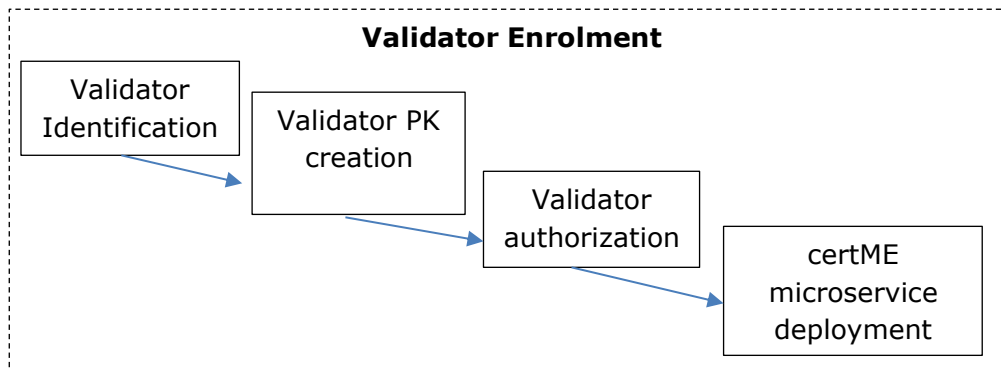 Validator Enrolment
Validator
Identification
Validator PK
creation
Validator
authorization
certME
microservice
deployment